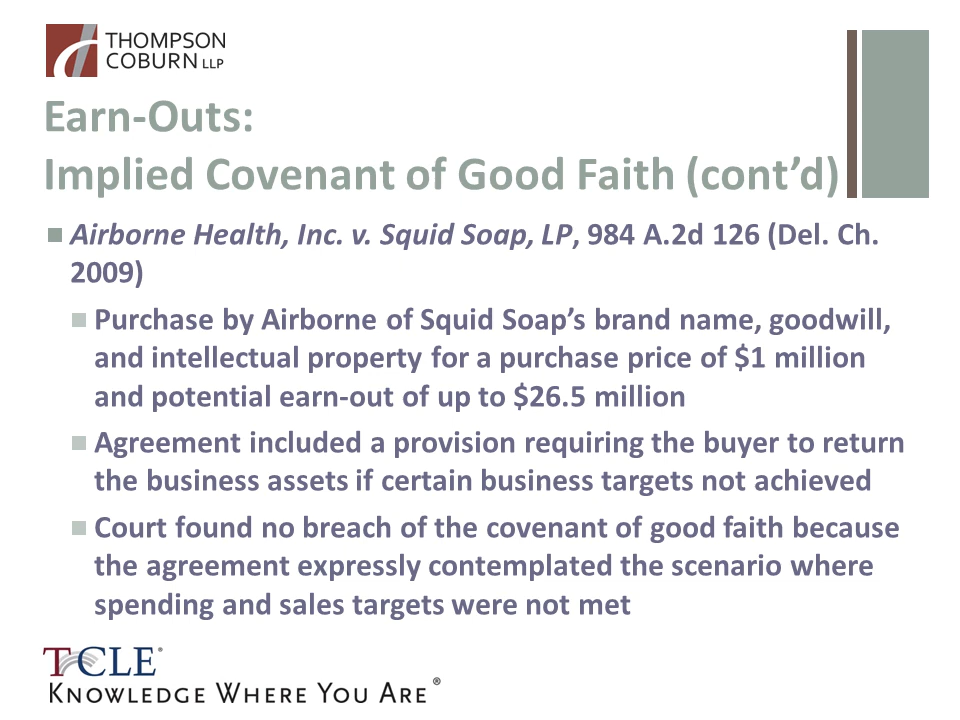 THOMPSON
COBURN LLP
Earn-Outs:
Implied Covenant of Good Faith (cont’d)
Airborne Health, Inc. v. Squid Soap, LP, 984 A.2d 126 (Del. Ch.
2009)
Purchase by Airborne of Squid Soap’s brand name, goodwill,
and intellectual property for a purchase price of $1 million
and potential earn-out of up to $26.5 million
Agreement included a provision requiring the buyer to return
the business assets if certain business targets not achieved
Court found no breach of the covenant of good faith because
the agreement expressly contemplated the scenario where
spending and sales targets were not met
TCLE®
KNOWLEDGE WHERE YOU ARE®